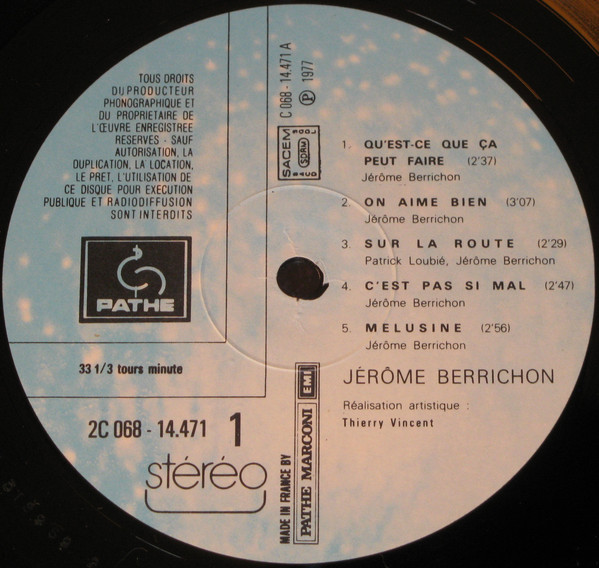 TOUS DROITS
DU PRODUCTEUR
PHONOGRAPHIQUE ET
DU PROPRIETAIRE DE
L'ŒUVRE ENREGISTREE
RESERVES - SAUF
AUTORISATION, LA
DUPLICATION, LA LOCATION,
LE PRET, L'UTILISATION DE
CE DISQUE POUR EXECUTION
PUBLIQUE ET RADIODIFFUSION
SONT INTERDITS
PATHE
33 1/3 tours minute
2C 068 - 14.471 1
stéréo
C 068 - 14.471 A
Ⓟ 1977
SACEM
SDRM
MADE IN FRANCE BY
PATHE MARCONI EMI
1. QU'EST-CE QUE ÇA
PEUT FAIRE (2'37)
Jérôme Berrichon
2. ON AIME BIEN (3'07)
Jérôme Berrichon
3. SUR LA ROUTE (2'29)
Patrick Loubié, Jérôme Berrichon
4. C'EST PAS SI MAL (2'47)
Jérôme Berrichon
5. MELUSINE (2'56)
Jérôme Berrichon
JÉRÔME BERRICHON
Réalisation artistique :
Thierry Vincent